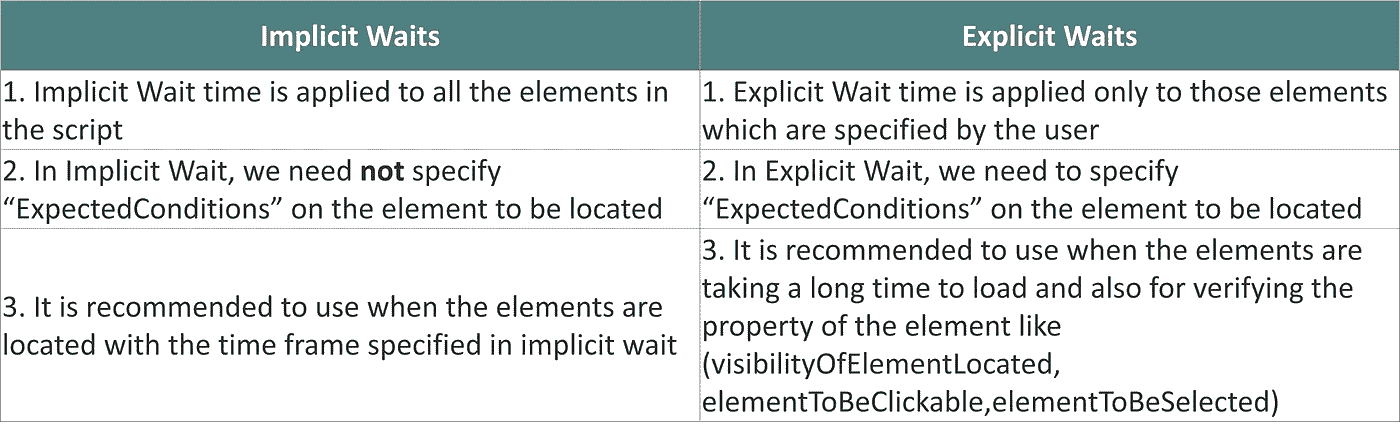 Implicit Waits
Explicit Waits
1. Implicit Wait time is applied to all the elements in
the script
1. Explicit Wait time is applied only to those elements
which are specified by the user
2. In Implicit Wait, we need not specify
“ExpectedConditions” on the element to be located
2. In Explicit Wait, we need to specify
“ExpectedConditions” on the element to be located
3. It is recommended to use when the elements are
located with the time frame specified in implicit wait
3. It is recommended to use when the elements are
taking a long time to load and also for verifying the
property of the element like
(visibilityOfElementLocated,
elementToBeClickable,elementToBeSelected)